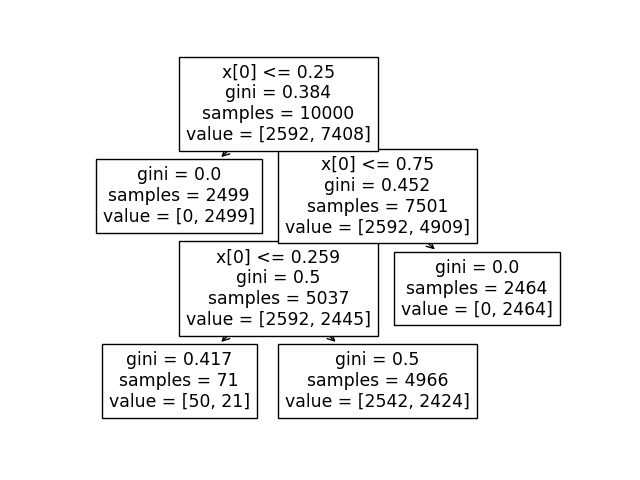 x[0] <= 0.25
gini = 0.384
samples = 10000
value = [2592, 7408]
gini = 0.0
samples = 2499
value = [0, 2499]
x[0] <= 0.75
gini = 0.452
samples = 7501
value = [2592, 4909]
x[0] <= 0.259
gini = 0.5
samples = 5037
value = [2592, 2445]
gini = 0.0
samples = 2464
value = [0, 2464]
gini = 0.417
samples = 71
value = [50, 21]
gini = 0.5
samples = 4966
value = [2542, 2424]